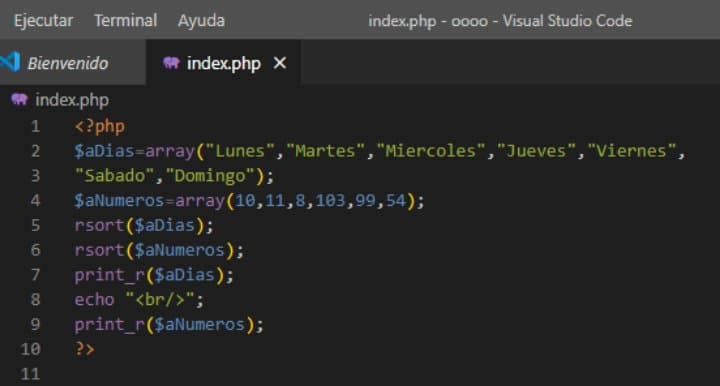 Ejecutar Terminal Ayuda index.php - oooo - Visual Studio Code
Bienvenido index.php ×
index.php
1 <?php
2 $aDias=array("Lunes","Martes","Miercoles","Jueves","Viernes",
3 "Sabado","Domingo");
4 $aNumeros=array(10,11,8,103,99,54);
5 rsort($aDias);
6 rsort($aNumeros);
7 print_r($aDias);
8 echo "<br/>";
9 print_r($aNumeros);
10 ?>
11